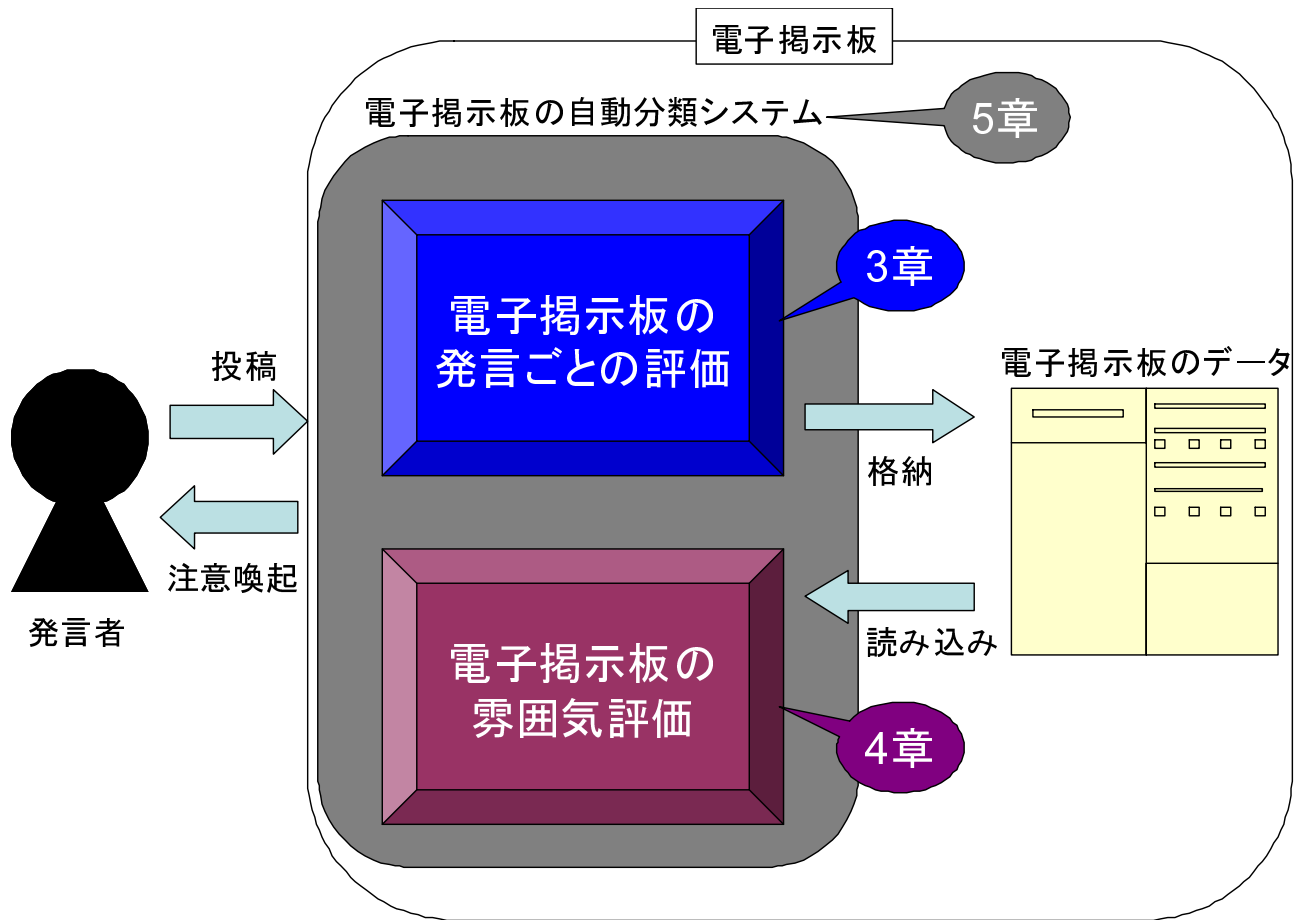 電子掲示板
電子掲示板の自動分類システム
5章
電子掲示板の
発言ごとの評価
3章
投稿
注意喚起
発言者
格納
読み込み
電子掲示板のデータ
電子掲示板の
雰囲気評価
4章